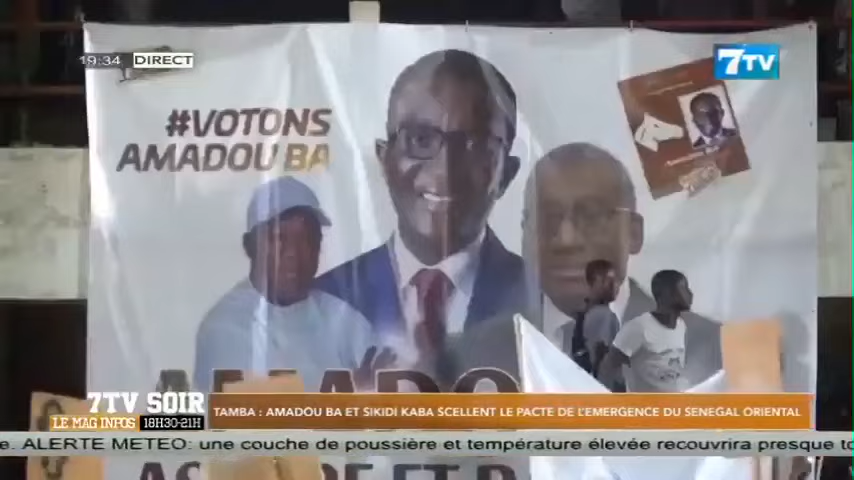 19:34 DIRECT
7TV
#VOTONS
AMADOU BA
AMADO
7TV SOIR
LE MAG INFOS 18H30-21H
TAMBA : AMADOU BA ET SIKIDI KABA SCELLENT LE PACTE DE L'EMERGENCE DU SENEGAL ORIENTAL
e. ALERTE METEO: une couche de poussière et température élevée recouvrira presque to